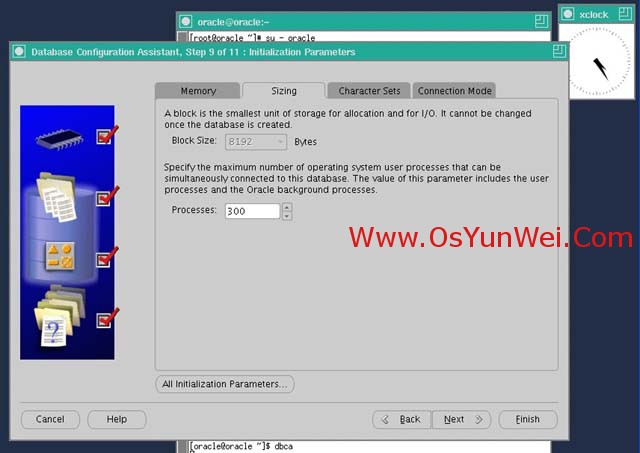 oracle@oracle:~
xclock
[root@oracle ~]# su - oracle
Database Configuration Assistant, Step 9 of 11 : Initialization Parameters
Memory
Sizing
Character Sets
Connection Mode
A block is the smallest unit of storage for allocation and for I/O. It cannot be changed
once the database is created.
Block Size: 8192 Bytes
Specify the maximum number of operating system user processes that can be
simultaneously connected to this database. The value of this parameter includes the user
processes and the Oracle background processes.
Processes: 300
Www.OsYunWei.Com
?
All Initialization Parameters...
Cancel
Help
Back
Next
Finish
[oracle@oracle ~]$ dbca